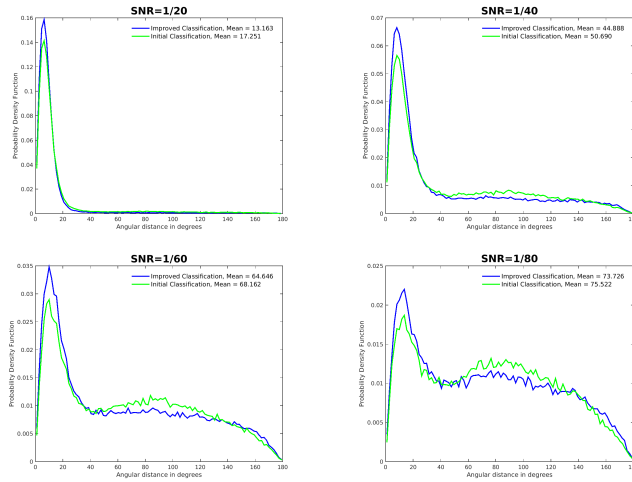 SNR=1/20
Improved Classification, Mean = 13.163
Initial Classification, Mean = 17.251
Probability Density Function
0.16
0.14
0.12
0.1
0.08
0.06
0.04
0.02
0
0 20 40 60 80 100 120 140 160 180
Angular distance in degrees
SNR=1/40
Improved Classification, Mean = 44.888
Initial Classification, Mean = 50.690
Probability Density Function
0.07
0.06
0.05
0.04
0.03
0.02
0.01
0
0 20 40 60 80 100 120 140 160
Angular distance in degrees
SNR=1/60
Improved Classification, Mean = 64.646
Initial Classification, Mean = 68.162
Probability Density Function
0.035
0.03
0.025
0.02
0.015
0.01
0.005
0
0 20 40 60 80 100 120 140 160 180
Angular distance in degrees
SNR=1/80
Improved Classification, Mean = 73.726
Initial Classification, Mean = 75.522
Probability Density Function
0.025
0.02
0.015
0.01
0.005
0
0 20 40 60 80 100 120 140 160
Angular distance in degrees